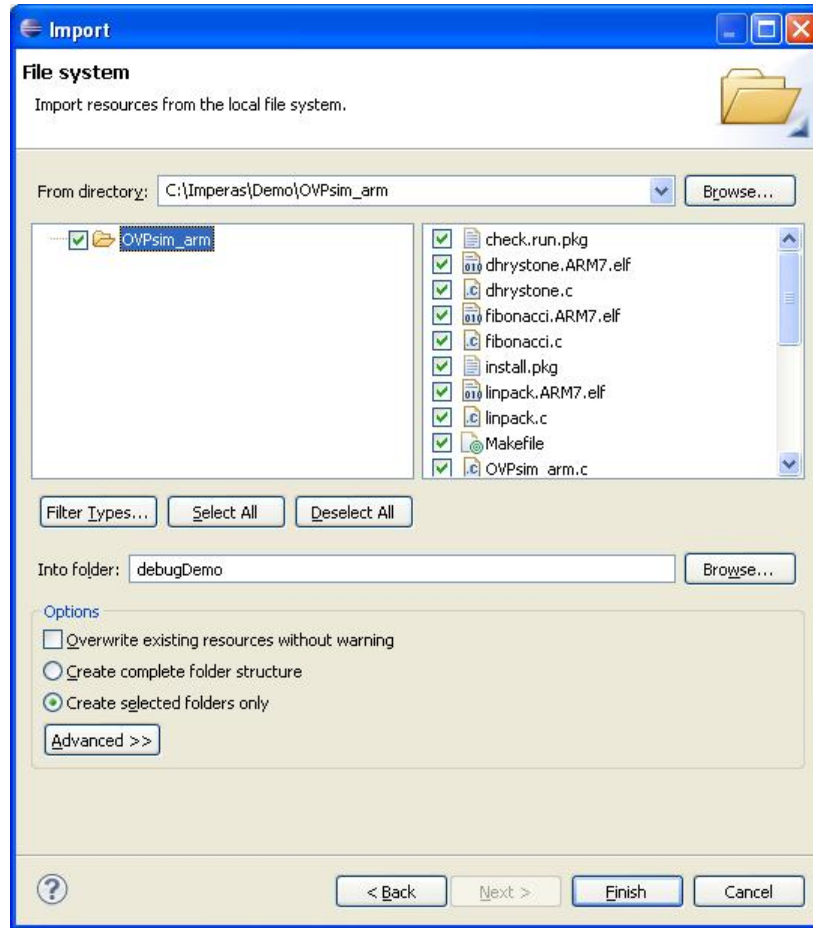 Import
File system
Import resources from the local file system.
From directory: C:\Imperas\Demo\OVPsim_arm Browse...
OVPsim_arm
check.run.pkg
dhrystone.ARM7.elf
dhrystone.c
fibonacci.ARM7.elf
fibonacci.c
install.pkg
linpack.ARM7.elf
linpack.c
Makefile
OVPsim_arm.c
Filter Types... Select All Deselect All
Into folder: debugDemo Browse...
Options
Overwrite existing resources without warning
Create complete folder structure
Create selected folders only
Advanced >>
? < Back Next > Finish Cancel